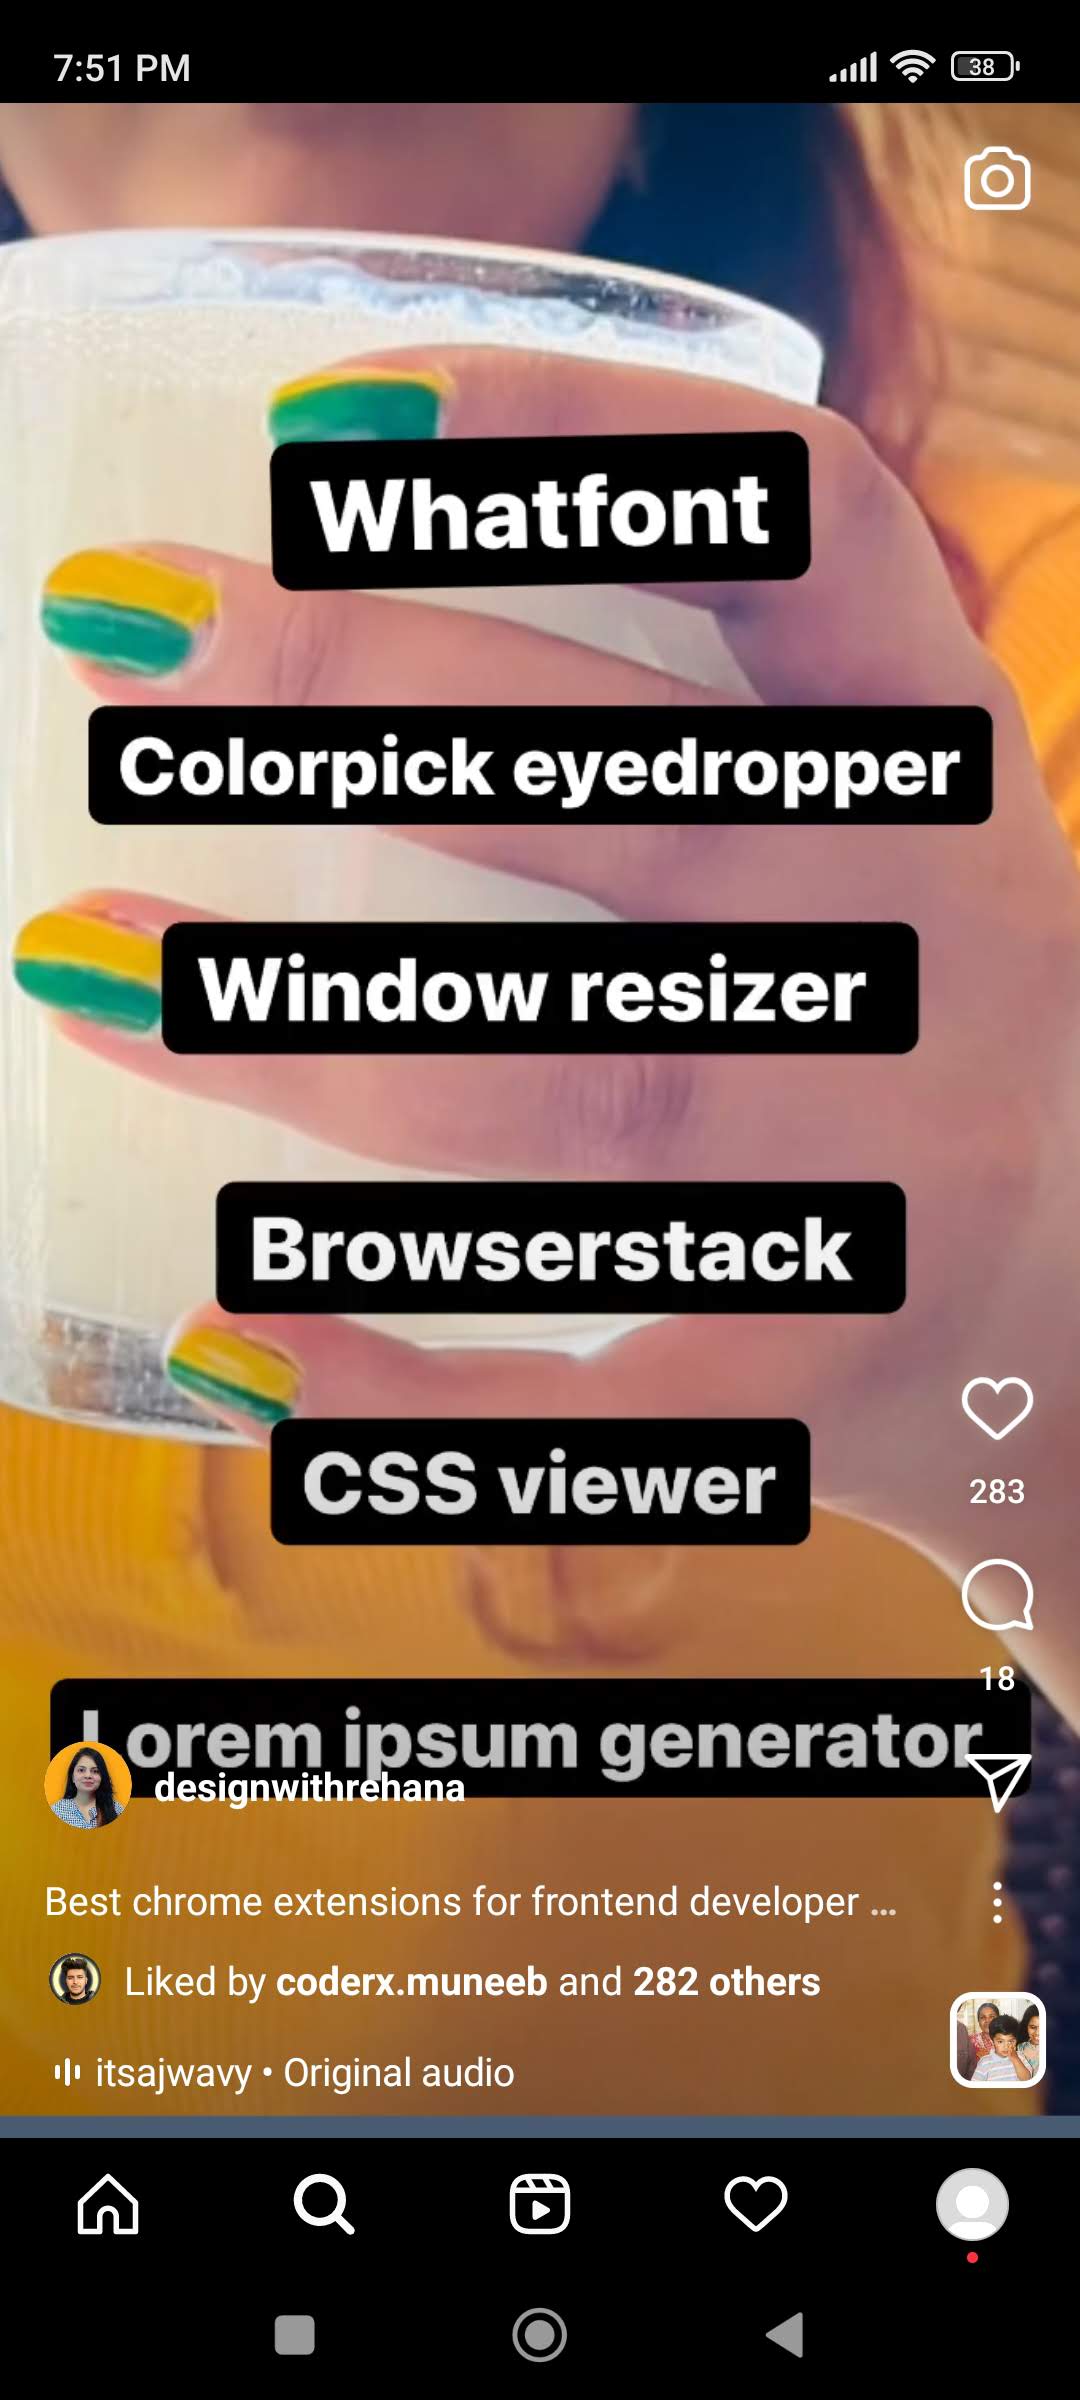 7:51 PM
38
Whatfont
Colorpick eyedropper
Window resizer
Browserstack
CSS viewer
283
18
Lorem ipsum generator
designwithrehana
Best chrome extensions for frontend developer ...
Liked by coderx.muneeb and 282 others
itsajwavy • Original audio